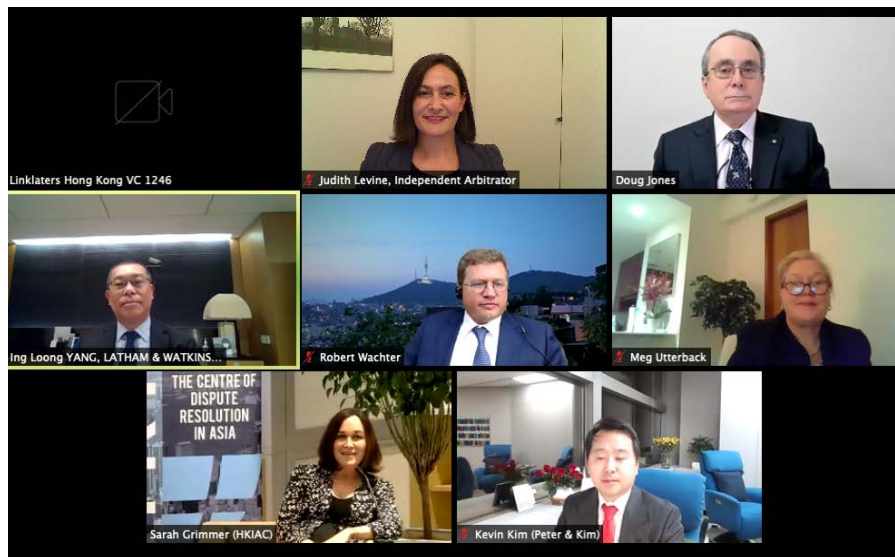 Linklaters Hong Kong VC 1246
Judith Levine, Independent Arbitrator
Doug Jones
Ing Loong YANG, LATHAM & WATKINS...
Robert Wachter
Meg Utterback
THE CENTRE OF
DISPUTE
RESOLUTION
IN ASIA
Sarah Grimmer (HKIAC)
Kevin Kim (Peter & Kim)